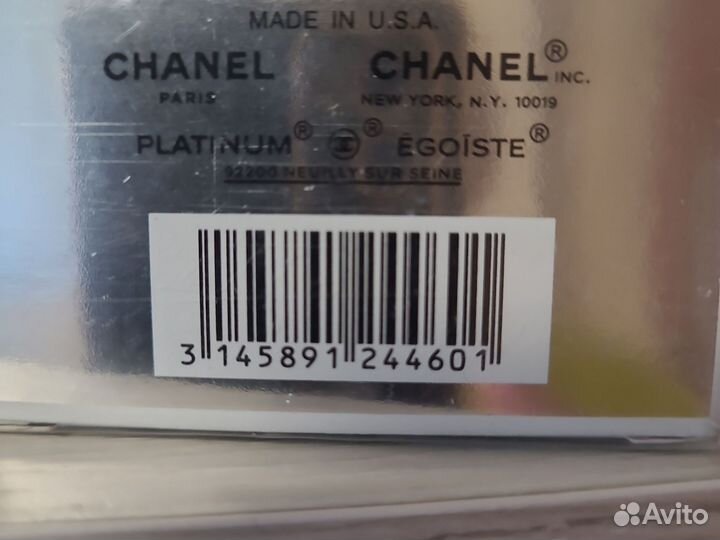 MADE IN U.S.A.
CHANEL CHANEL® INC.
PARIS NEW YORK, N.Y. 10019
PLATINUM® ® ÉGOÏSTE®
92200 NEUILLY SUR SEINE
3 145891 244601
Avito